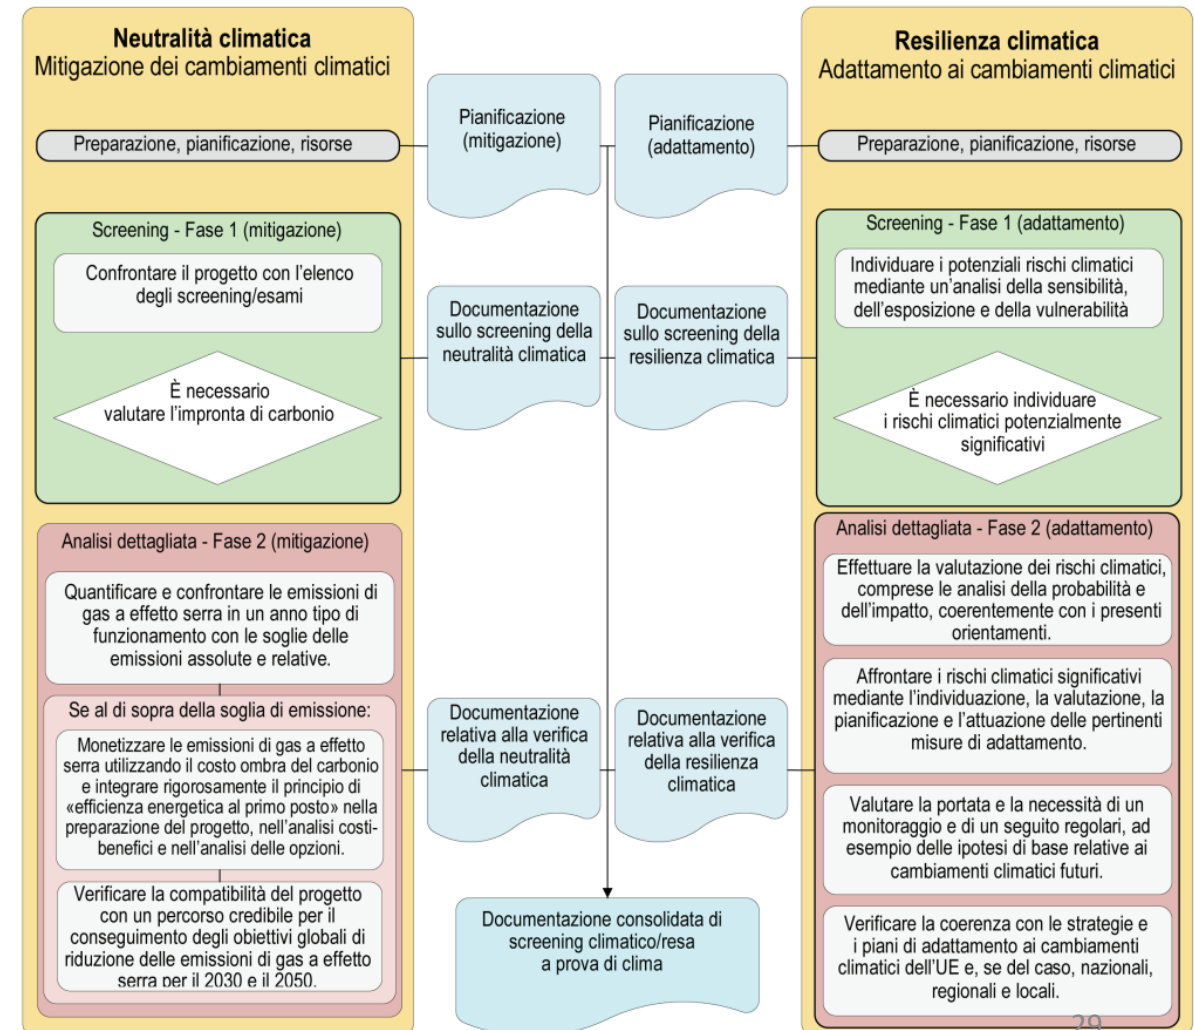 Neutralità climatica
Mitigazione dei cambiamenti climatici
Preparazione, pianificazione, risorse
Screening - Fase 1 (mitigazione)
Confrontare il progetto con l'elenco
degli screening/esami
È necessario
valutare l'impronta di carbonio
Analisi dettagliata - Fase 2 (mitigazione)
Quantificare e confrontare le emissioni di
gas a effetto serra in un anno tipo di
funzionamento con le soglie delle
emissioni assolute e relative.
Se al di sopra della soglia di emissione:
Monetizzare le emissioni di gas a effetto
serra utilizzando il costo ombra del carbonio
e integrare rigorosamente il principio di
«efficienza energetica al primo posto» nella
preparazione del progetto, nell'analisi costi-
benefici e nell'analisi delle opzioni.
Verificare la compatibilità del progetto
con un percorso credibile per il
conseguimento degli obiettivi globali di
riduzione delle emissioni di gas a effetto
serra per il 2030 e il 2050.
Pianificazione
(mitigazione)
Pianificazione
(adattamento)
Documentazione
sullo screening della
neutralità climatica
Documentazione
sullo screening della
resilienza climatica
Documentazione
relativa alla verifica
della neutralità
climatica
Documentazione
relativa alla verifica
della resilienza
climatica
Documentazione consolidata di
screening climatico/resa
a prova di clima
Resilienza climatica
Adattamento ai cambiamenti climatici
Preparazione, pianificazione, risorse
Screening - Fase 1 (adattamento)
Individuare i potenziali rischi climatici
mediante un'analisi della sensibilità,
dell'esposizione e della vulnerabilità
È necessario individuare
i rischi climatici potenzialmente
significativi
Analisi dettagliata - Fase 2 (adattamento)
Effettuare la valutazione dei rischi climatici,
comprese le analisi della probabilità e
dell'impatto, coerentemente con i presenti
orientamenti.
Affrontare i rischi climatici significativi
mediante l'individuazione, la valutazione, la
pianificazione e l'attuazione delle pertinenti
misure di adattamento.
Valutare la portata e la necessità di un
monitoraggio e di un seguito regolari, ad
esempio delle ipotesi di base relative ai
cambiamenti climatici futuri.
Verificare la coerenza con le strategie e
i piani di adattamento ai cambiamenti
climatici dell'UE e, se del caso, nazionali,
regionali e locali.
29